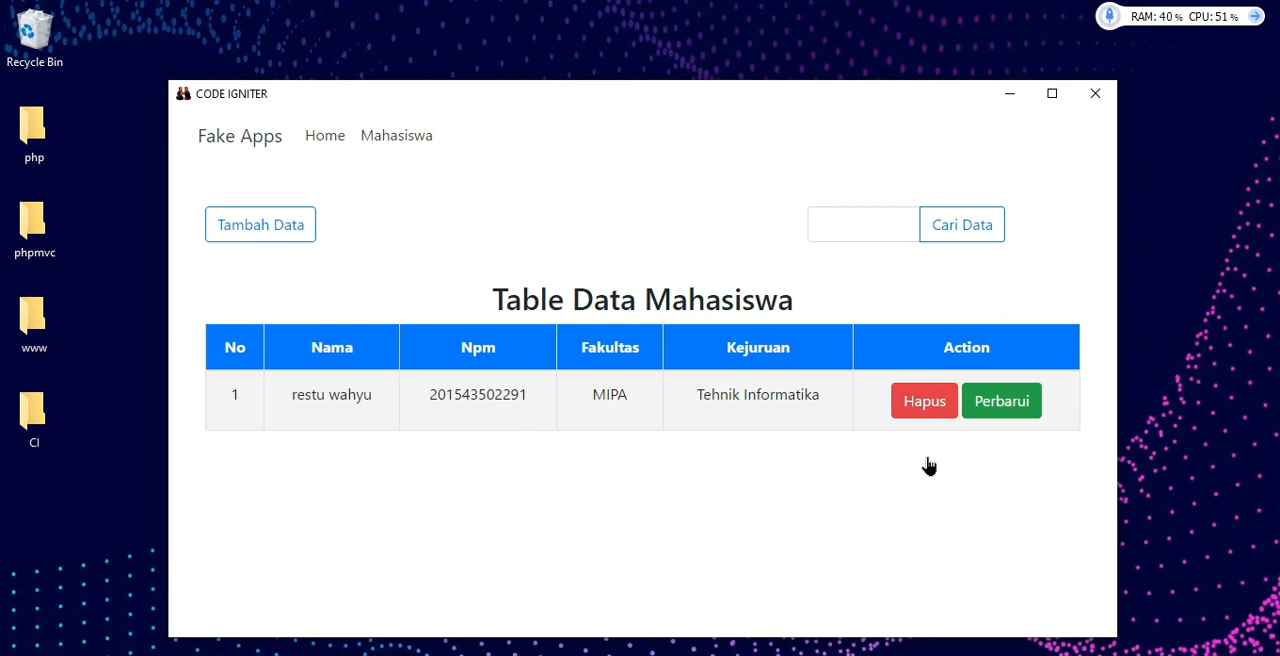 RAM: 40 % CPU: 51 %
Recycle Bin
php
phpmvc
www
CI
CODE IGNITER
Fake Apps Home Mahasiswa
Tambah Data Cari Data
Table Data Mahasiswa
No Nama Npm Fakultas Kejuruan Action
1 restu wahyu 201543502291 MIPA Tehnik Informatika Hapus Perbarui